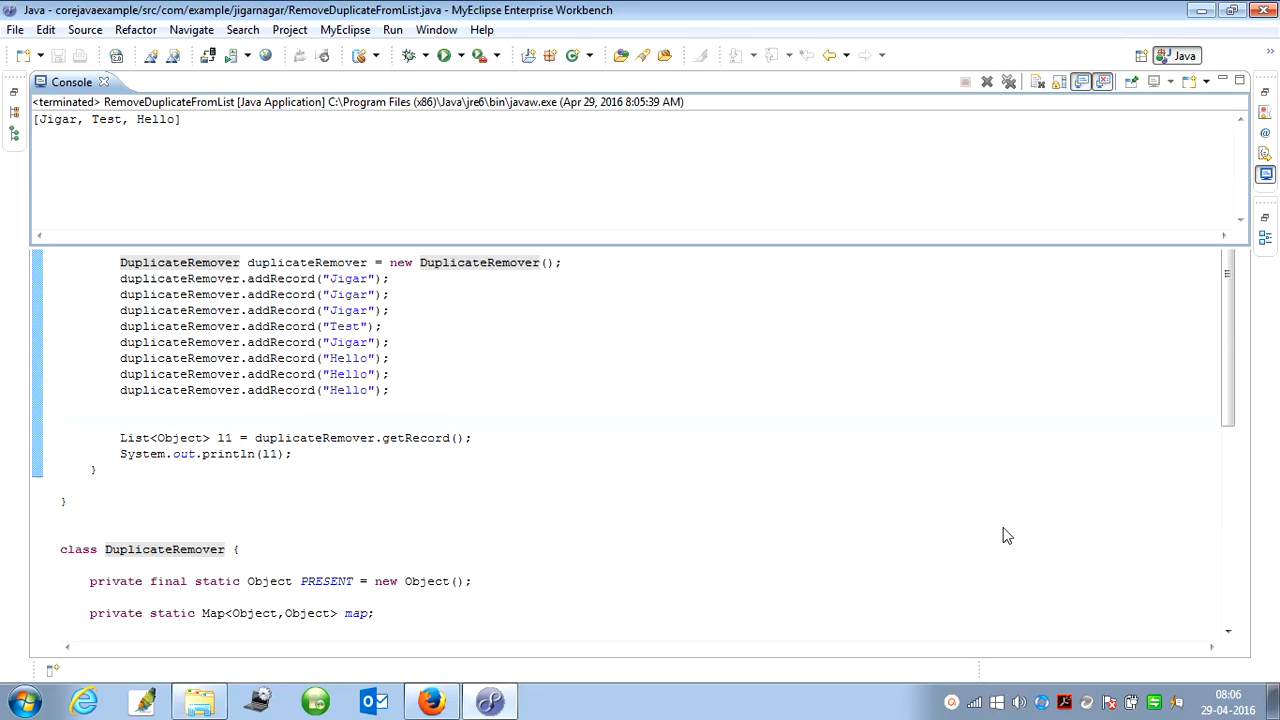 Java - corejavaexample/src/com/example/jigarnagar/RemoveDuplicateFromList.java - MyEclipse Enterprise Workbench
File Edit Source Refactor Navigate Search Project MyEclipse Run Window Help
Java
Console
<terminated> RemoveDuplicateFromList [Java Application] C:\Program Files (x86)\Java\jre6\bin\javaw.exe (Apr 29, 2016 8:05:39 AM)
[Jigar, Test, Hello]
DuplicateRemover duplicateRemover = new DuplicateRemover();
duplicateRemover.addRecord("Jigar");
duplicateRemover.addRecord("Jigar");
duplicateRemover.addRecord("Jigar");
duplicateRemover.addRecord("Test");
duplicateRemover.addRecord("Jigar");
duplicateRemover.addRecord("Hello");
duplicateRemover.addRecord("Hello");
duplicateRemover.addRecord("Hello");
List<Object> l1 = duplicateRemover.getRecord();
System.out.println(l1);
}
}
class DuplicateRemover {
private final static Object PRESENT = new Object();
private static Map<Object,Object> map;
08:06
29-04-2016